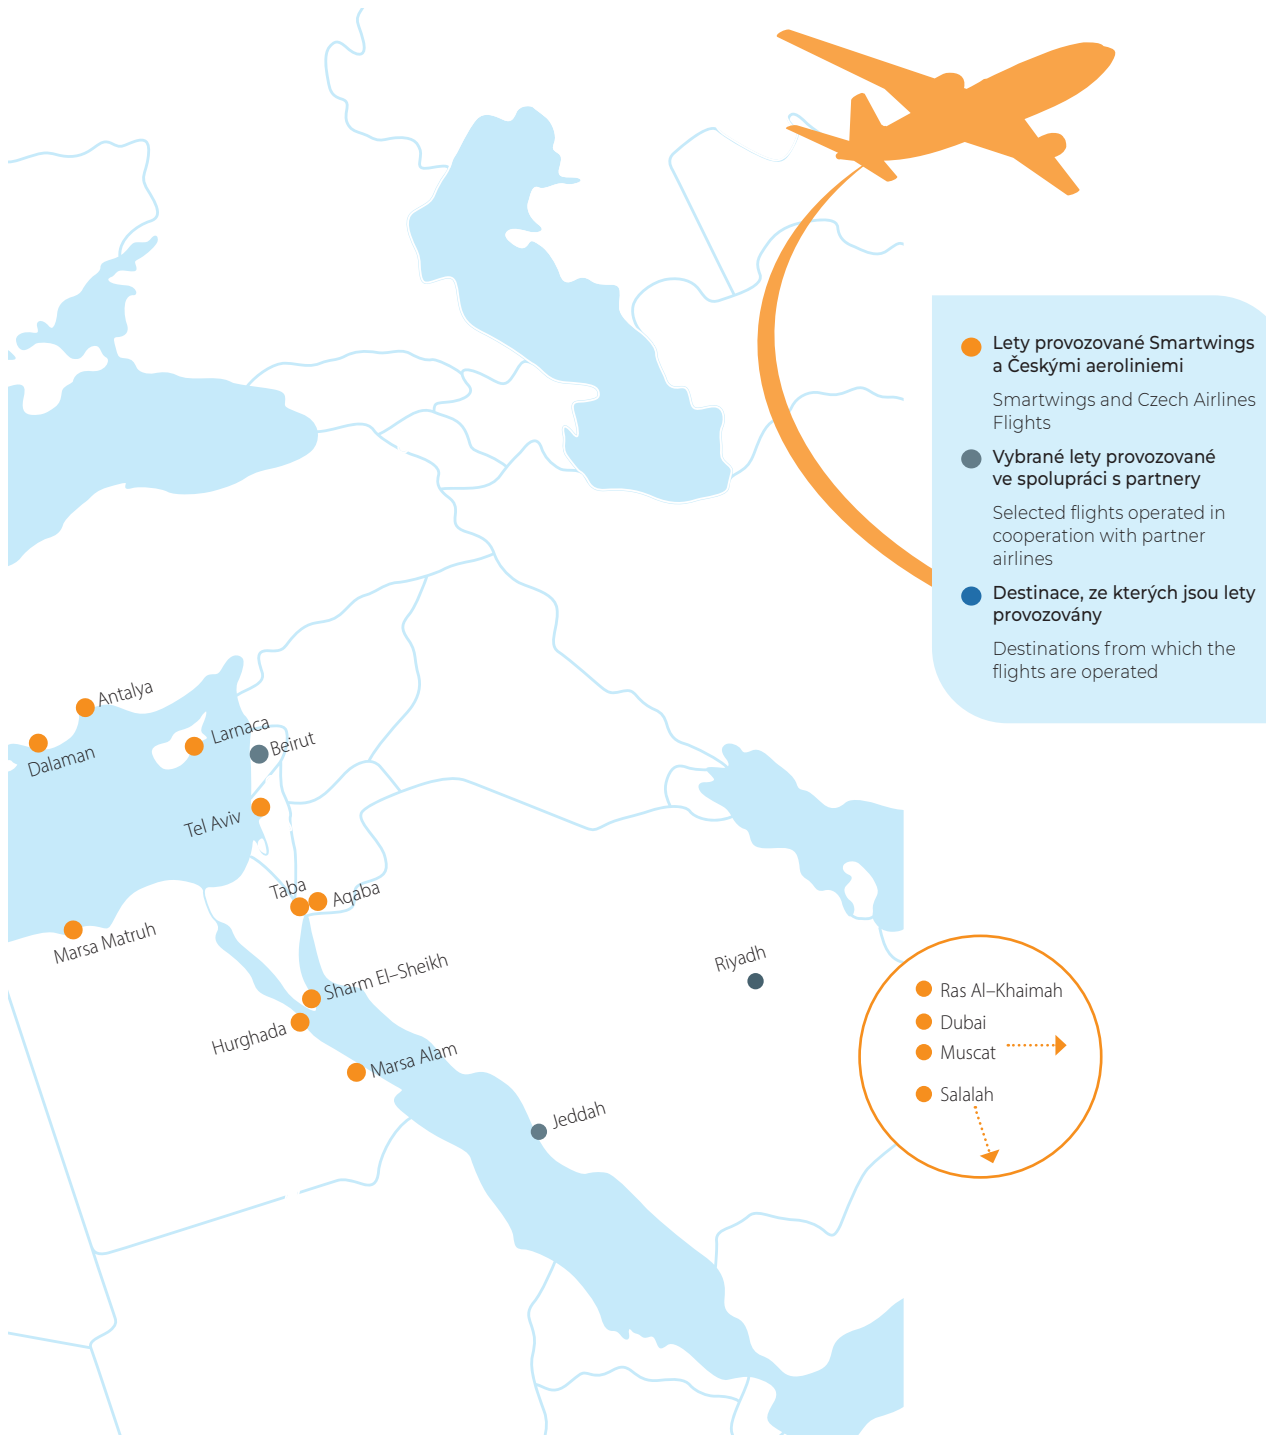 Lety provozované Smartwings
a Českými aeroliniemi
Smartwings and Czech Airlines
Flights
Vybrané lety provozované
ve spolupráci s partnery
Selected flights operated in
cooperation with partner
airlines
Destinace, ze kterých jsou lety
provozovány
Destinations from which the
flights are operated
Antalya
Larnaca
Beirut
Dalaman
Tel Aviv
Taba
Aqaba
Marsa Matruh
Sharm El–Sheikh
Riyadh
Hurghada
Marsa Alam
Jeddah
Ras Al–Khaimah
Dubai
Muscat
Salalah